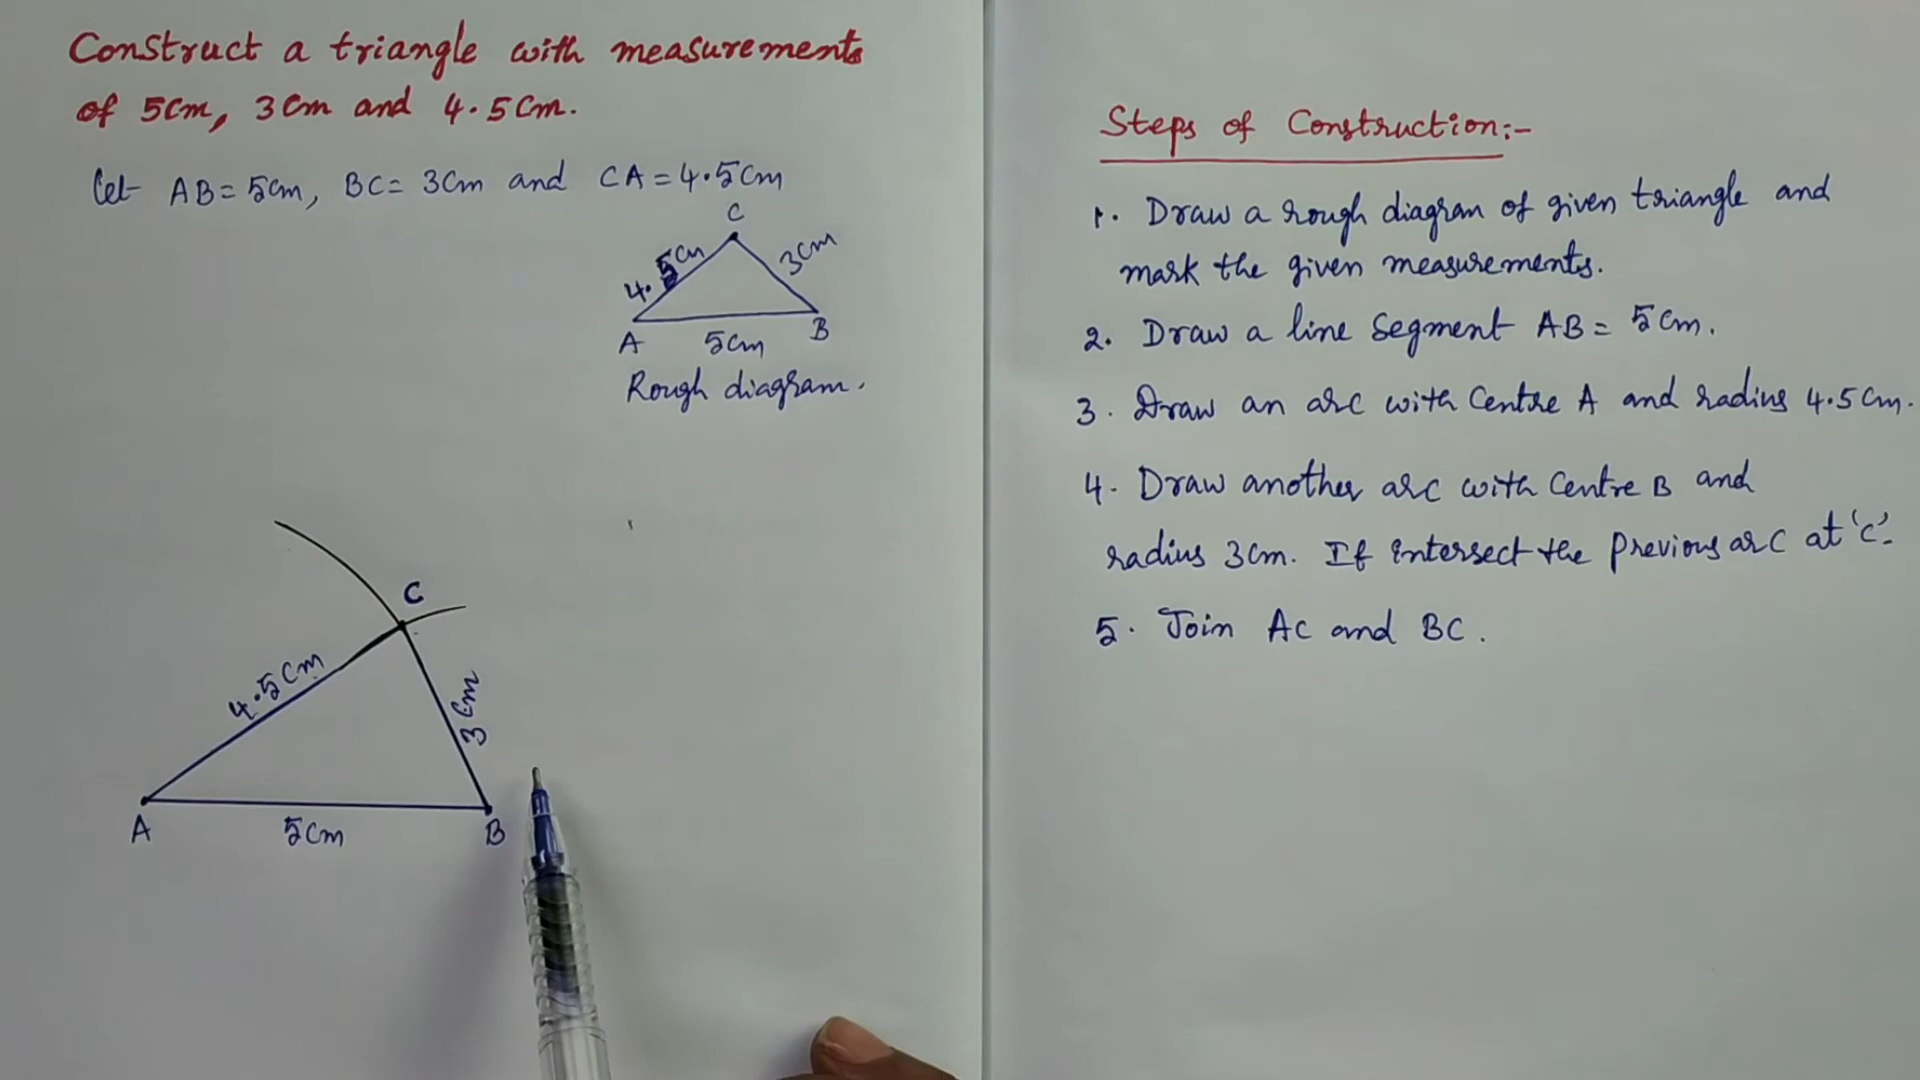 Construct a triangle with measurements
of 5cm, 3cm and 4.5cm.
Let AB = 5cm, BC = 3cm and CA = 4.5cm
C
4.5cm
3cm
A
5cm
B
Rough diagram.
C
4.5cm
3cm
A
5cm
B
Steps of Construction:-
1. Draw a rough diagram of given triangle and
mark the given measurements.
2. Draw a line segment AB = 5cm.
3. Draw an arc with Centre A and radius 4.5cm.
4. Draw another arc with Centre B and
radius 3cm. If intersect the previous arc at 'C'.
5. Join AC and BC.